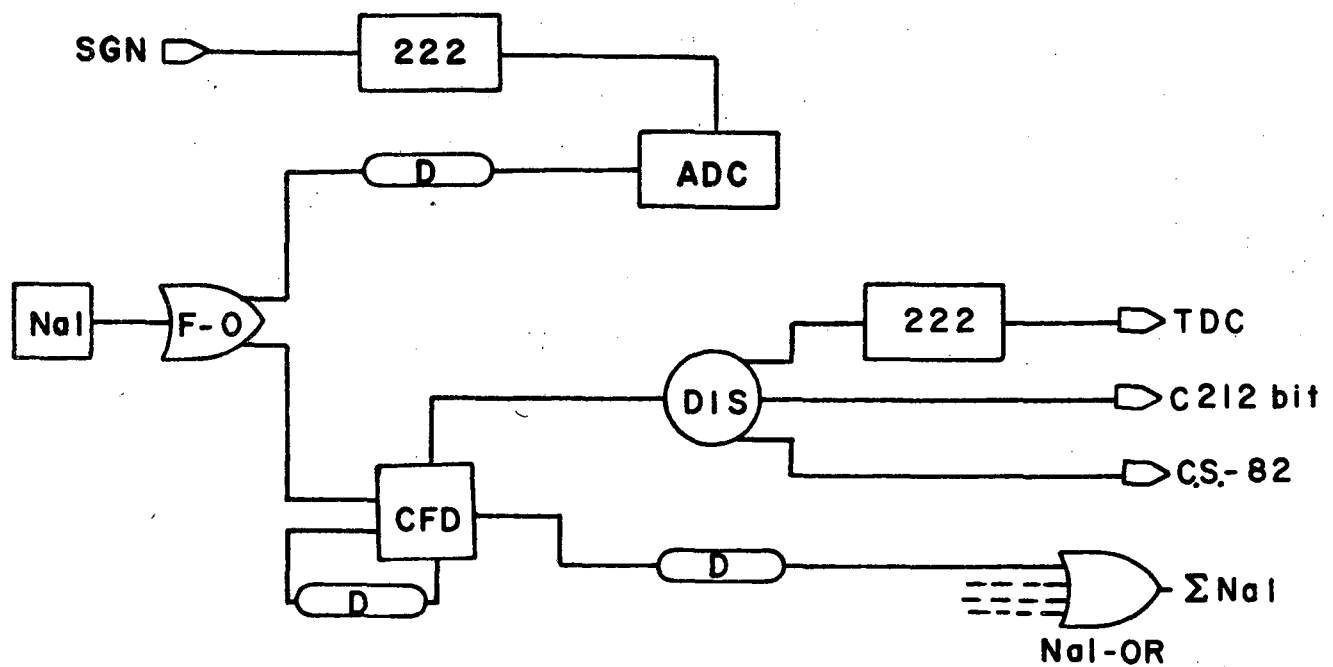 SGN
222
D
ADC
NaI
F-O
222
TDC
DIS
C212 bit
C.S.-82
CFD
D
D
ΣNaI
NaI-OR